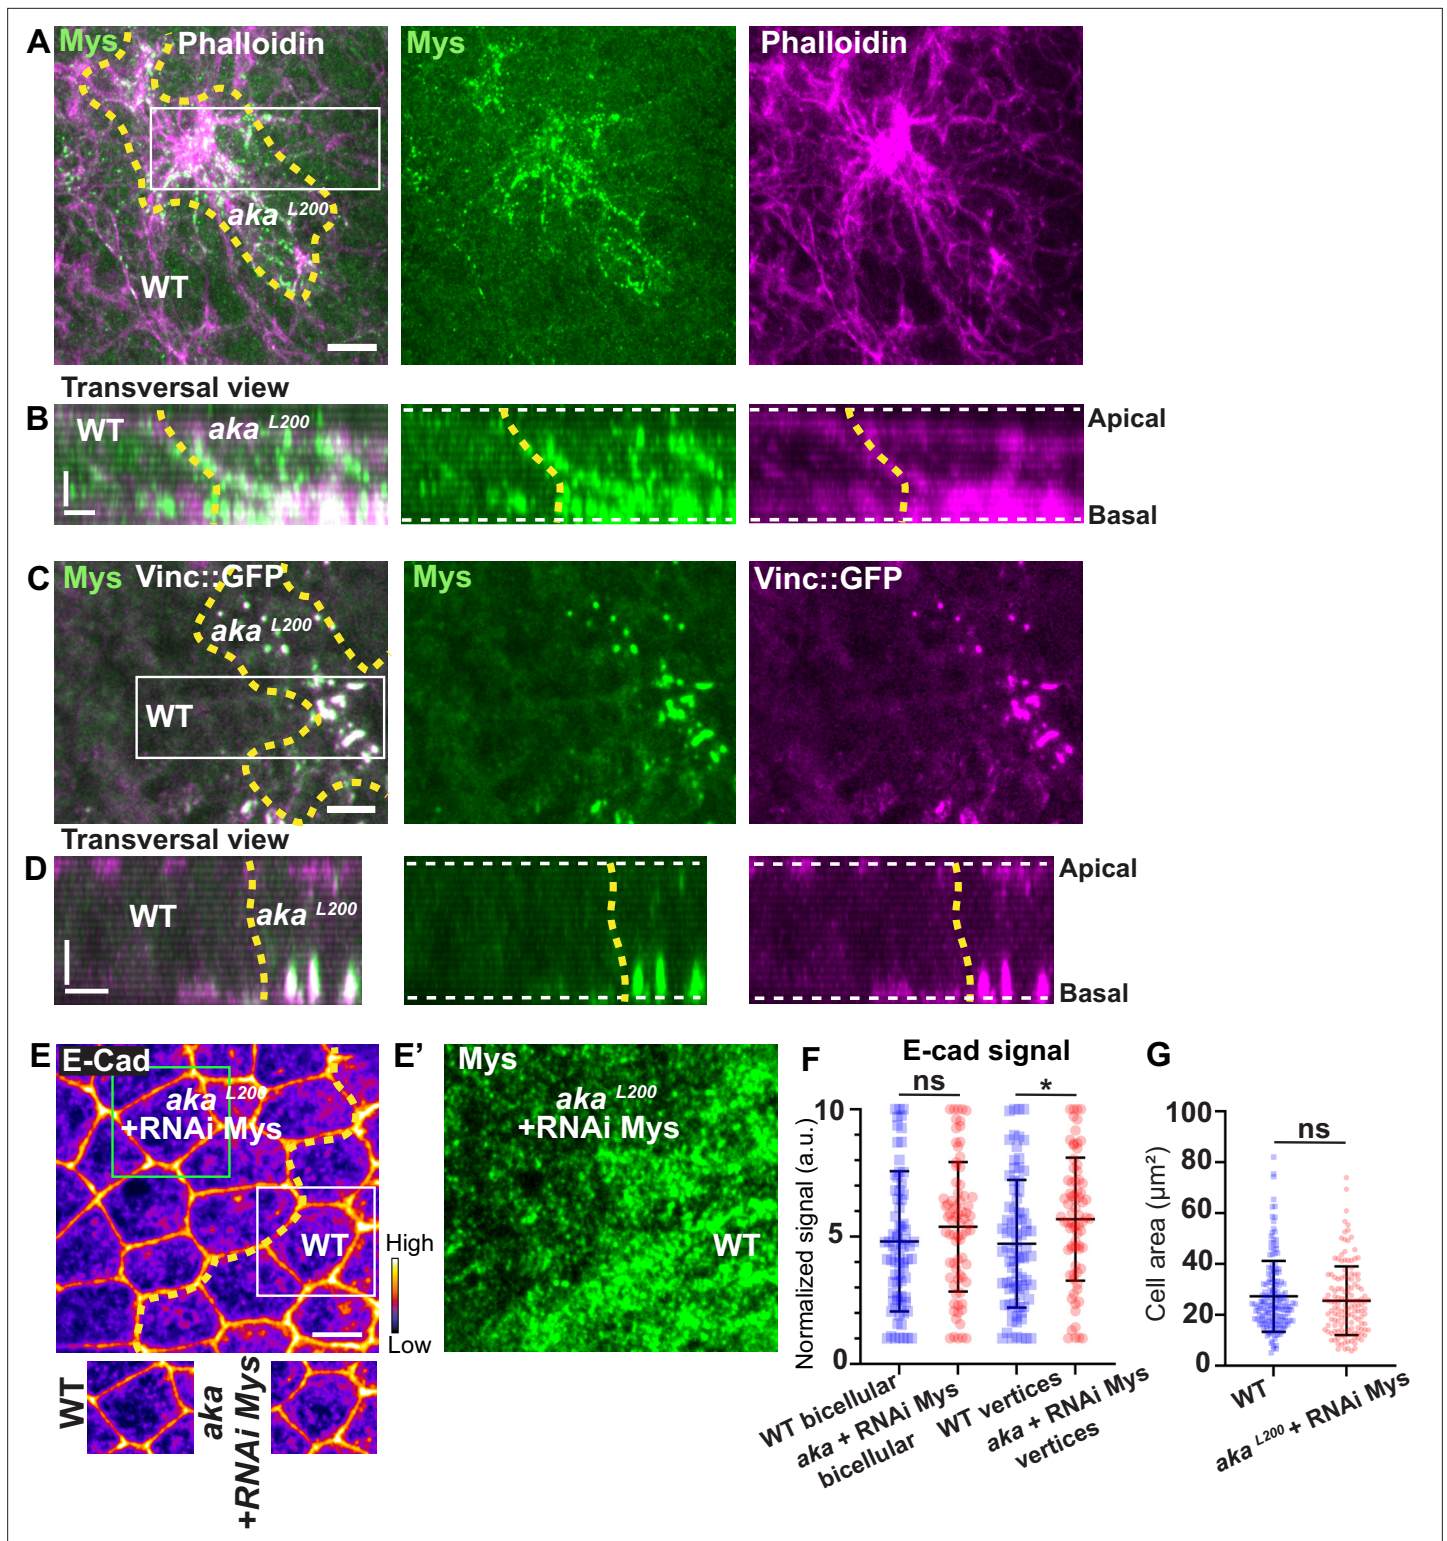 A Mys Phalloidin Mys Phalloidin
aka L200
WT
Transversal view
B WT aka L200 Apical
Basal
C Mys Vinc::GFP Mys Vinc::GFP
aka L200
WT
Transversal view
D WT aka L200 Apical
Basal
E E-Cad
aka L200
+RNAi Mys
WT
High
Low
WT
aka
+RNAi Mys
E' Mys
aka L200
+RNAi Mys
WT
F E-cad signal
ns *
Normalized signal (a.u.)
10
5
0
WT bicellular
aka + RNAi Mys
bicellular
WT vertices
aka + RNAi Mys
vertices
G
ns
Cell area (µm²)
100
80
60
40
20
0
WT
aka L200 + RNAi Mys